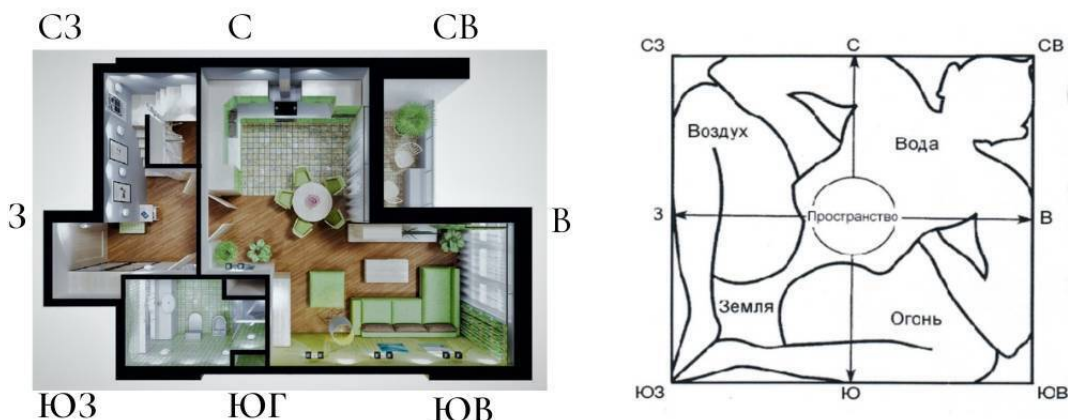 СЗ С СВ
З В
ЮЗ ЮГ ЮВ
СЗ С СВ
Воздух Вода
З Пространство В
Земля Огонь
ЮЗ Ю ЮВ